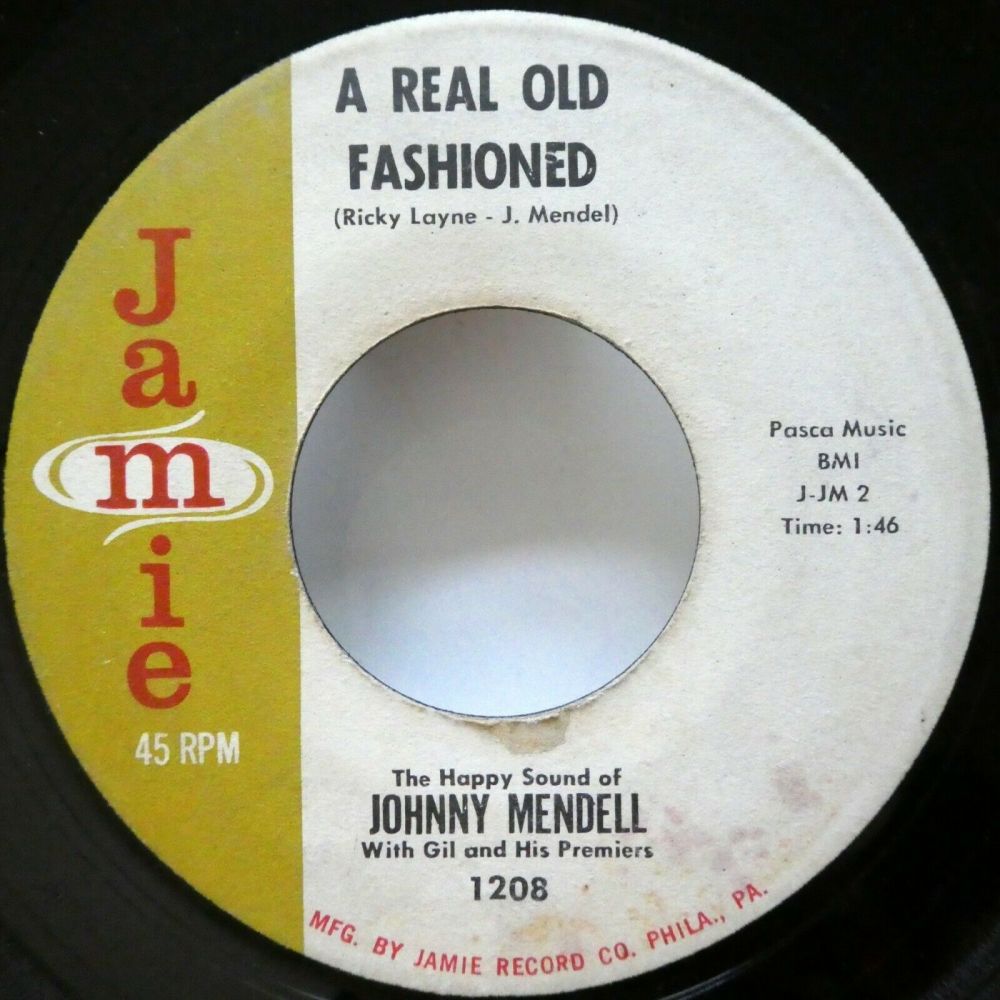 A REAL OLD
FASHIONED
(Ricky Layne - J. Mendel)
Jamie
Pasca Music
BMI
J-JM 2
Time: 1:46
45 RPM
The Happy Sound of
JOHNNY MENDELL
With Gil and His Premiers
1208
MFG. BY JAMIE RECORD CO. PHILA., PA.